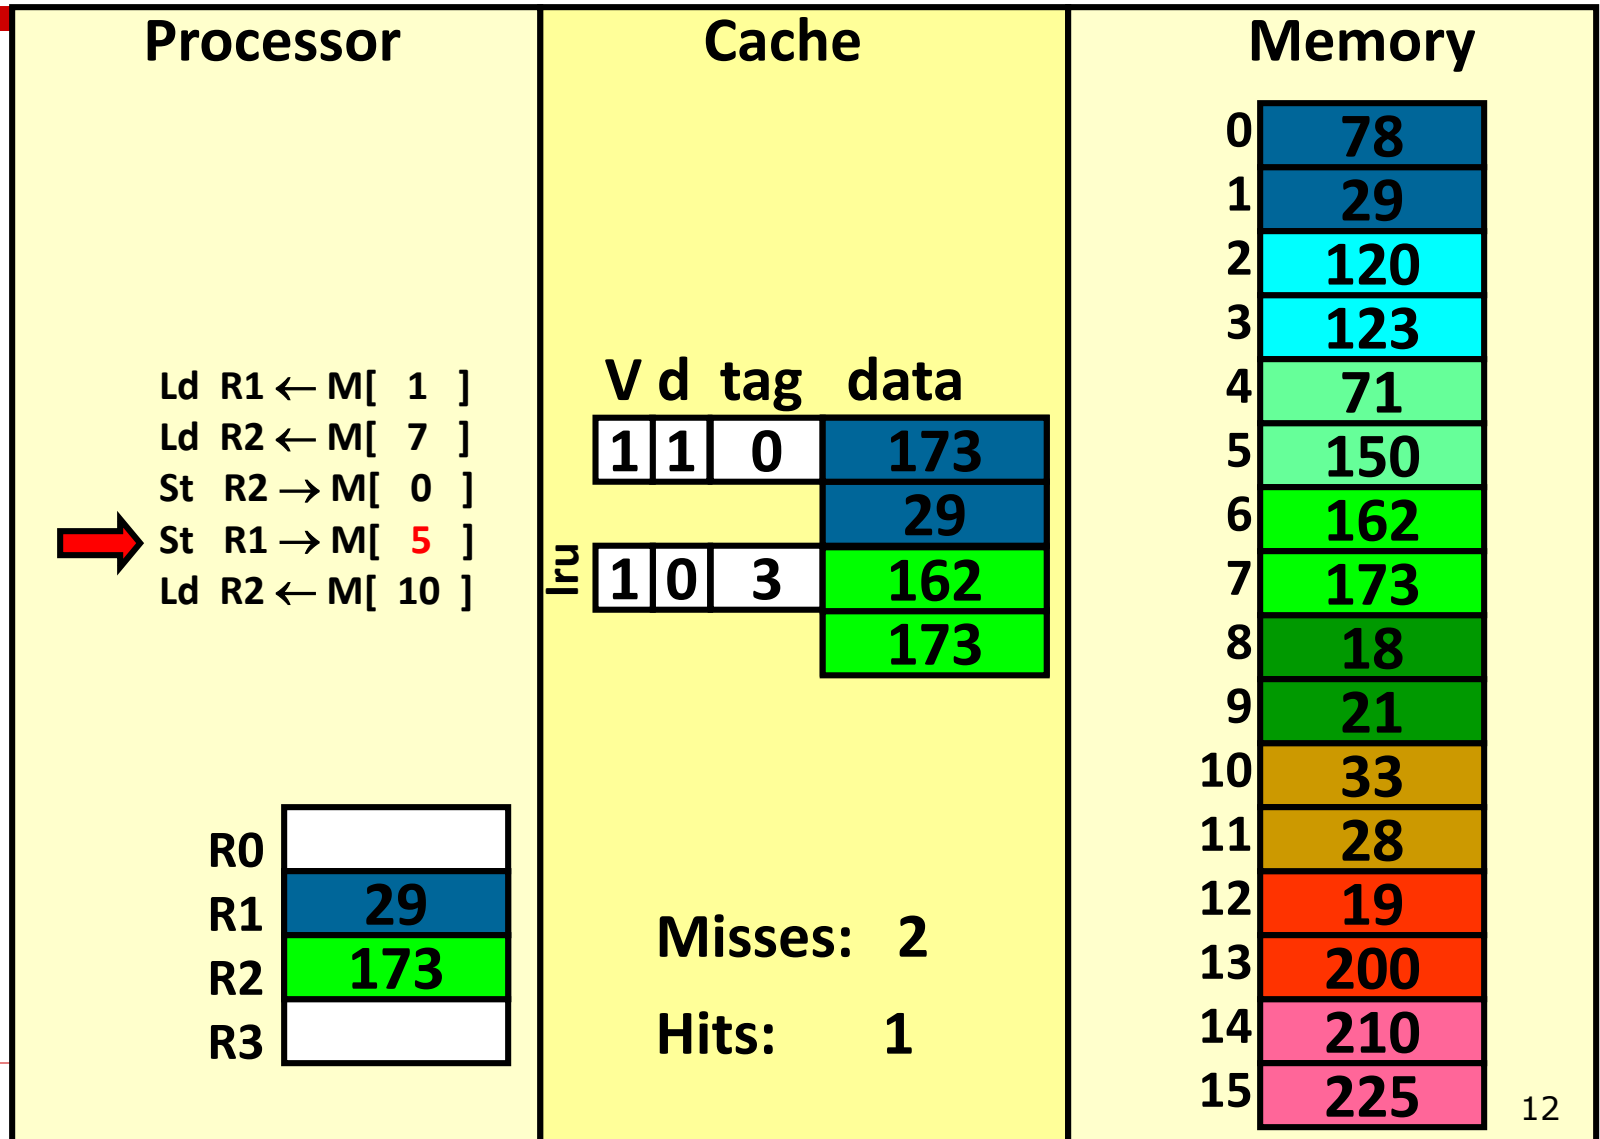 Processor
Ld R1 ← M[ 1 ]
Ld R2 ← M[ 7 ]
St R2 → M[ 0 ]
St R1 → M[ 5 ]
Ld R2 ← M[ 10 ]
R0
R1 29
R2 173
R3
Cache
V d tag data
1 1 0 173
29
lru 1 0 3 162
173
Misses: 2
Hits: 1
Memory
0 78
1 29
2 120
3 123
4 71
5 150
6 162
7 173
8 18
9 21
10 33
11 28
12 19
13 200
14 210
15 225
12